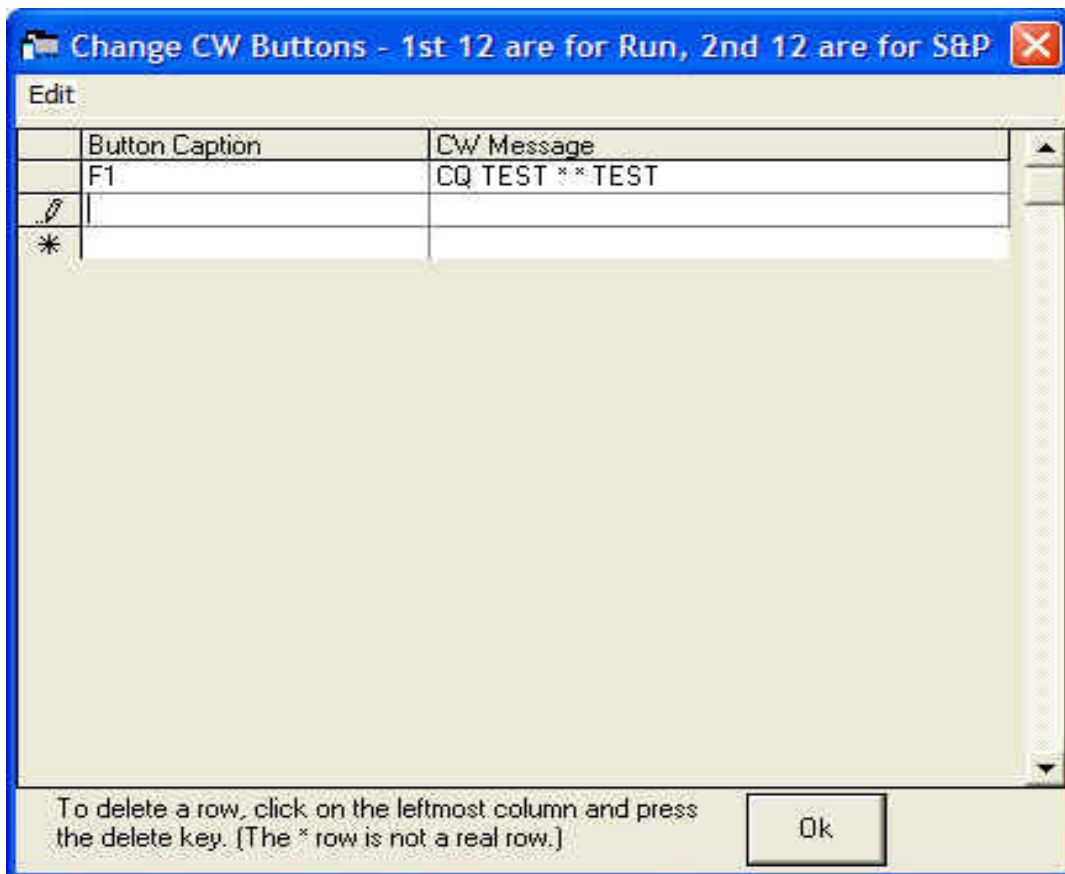 Change CW Buttons - 1st 12 are for Run, 2nd 12 are for S&P
Edit
Button Caption CW Message
F1 CQ TEST * * TEST
*
To delete a row, click on the leftmost column and press
the delete key. (The * row is not a real row.)
Ok